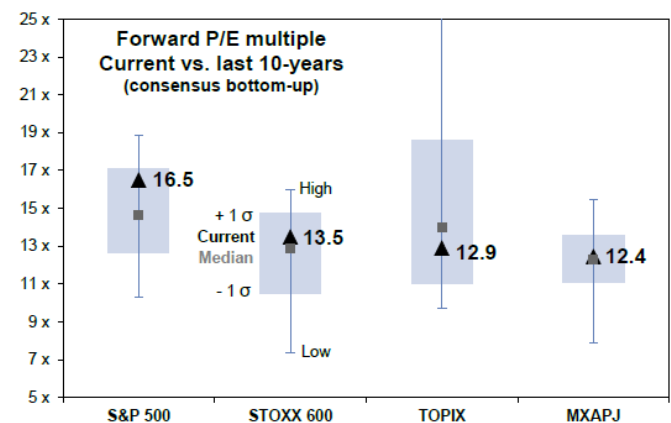 Forward P/E multiple
Current vs. last 10-years
(consensus bottom-up)
25 x
23 x
21 x
19 x
17 x
15 x
13 x
11 x
9 x
7 x
5 x
16.5
High
+ 1 σ
Current
13.5
Median
- 1 σ
Low
12.9
12.4
S&P 500
STOXX 600
TOPIX
MXAPJ